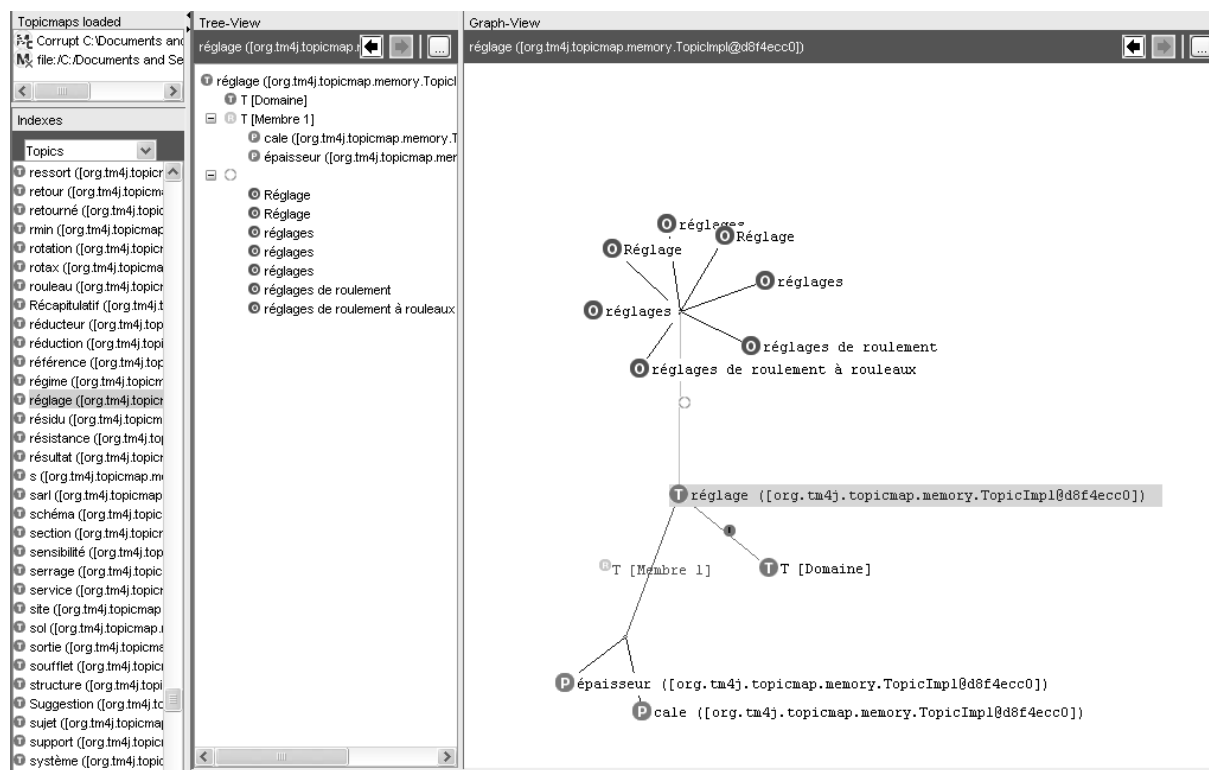 Topicmaps loaded
Corrupt C:\Documents and
file:/C:/Documents and Se
Indexes
Topics
ressort ([org.tm4j.topicr
retour ([org.tm4j.topicma
retourné ([org.tm4j.topic
rmin ([org.tm4j.topicmap
rotation ([org.tm4j.topicr
rotax ([org.tm4j.topicma
rouleau ([org.tm4j.topicr
Récapitulatif ([org.tm4j.t
réducteur ([org.tm4j.top
réduction ([org.tm4j.topi
référence ([org.tm4j.top
régime ([org.tm4j.topicm
réglage ([org.tm4j.topicr
résidu ([org.tm4j.topicm
résistance ([org.tm4j.top
résultat ([org.tm4j.topicr
s ([org.tm4j.topicmap.me
sarl ([org.tm4j.topicmap
schéma ([org.tm4j.topic
section ([org.tm4j.topicr
sensibilité ([org.tm4j.top
serrage ([org.tm4j.topic
service ([org.tm4j.topicr
site ([org.tm4j.topicmap
sol ([org.tm4j.topicmap.r
sortie ([org.tm4j.topicma
soufflet ([org.tm4j.topicr
structure ([org.tm4j.topi
Suggestion ([org.tm4j.to
sujet ([org.tm4j.topicmap
support ([org.tm4j.topicr
système ([org.tm4j.topic
Tree-View
réglage ([org.tm4j.topicmap.r
...
réglage ([org.tm4j.topicmap.memory.TopicI
T [Domaine]
T [Membre 1]
cale ([org.tm4j.topicmap.memory.T
épaisseur ([org.tm4j.topicmap.mem
Réglage
Réglage
réglages
réglages
réglages
réglages de roulement
réglages de roulement à rouleaux
Graph-View
réglage ([org.tm4j.topicmap.memory.TopicImpl@d8f4ecc0])
...
réglages
Réglage
Réglage
réglages
réglages
réglages de roulement
réglages de roulement à rouleaux
réglage ([org.tm4j.topicmap.memory.TopicImpl@d8f4ecc0])
T [Membre 1]
T [Domaine]
épaisseur ([org.tm4j.topicmap.memory.TopicImpl@d8f4ecc0])
cale ([org.tm4j.topicmap.memory.TopicImpl@d8f4ecc0])